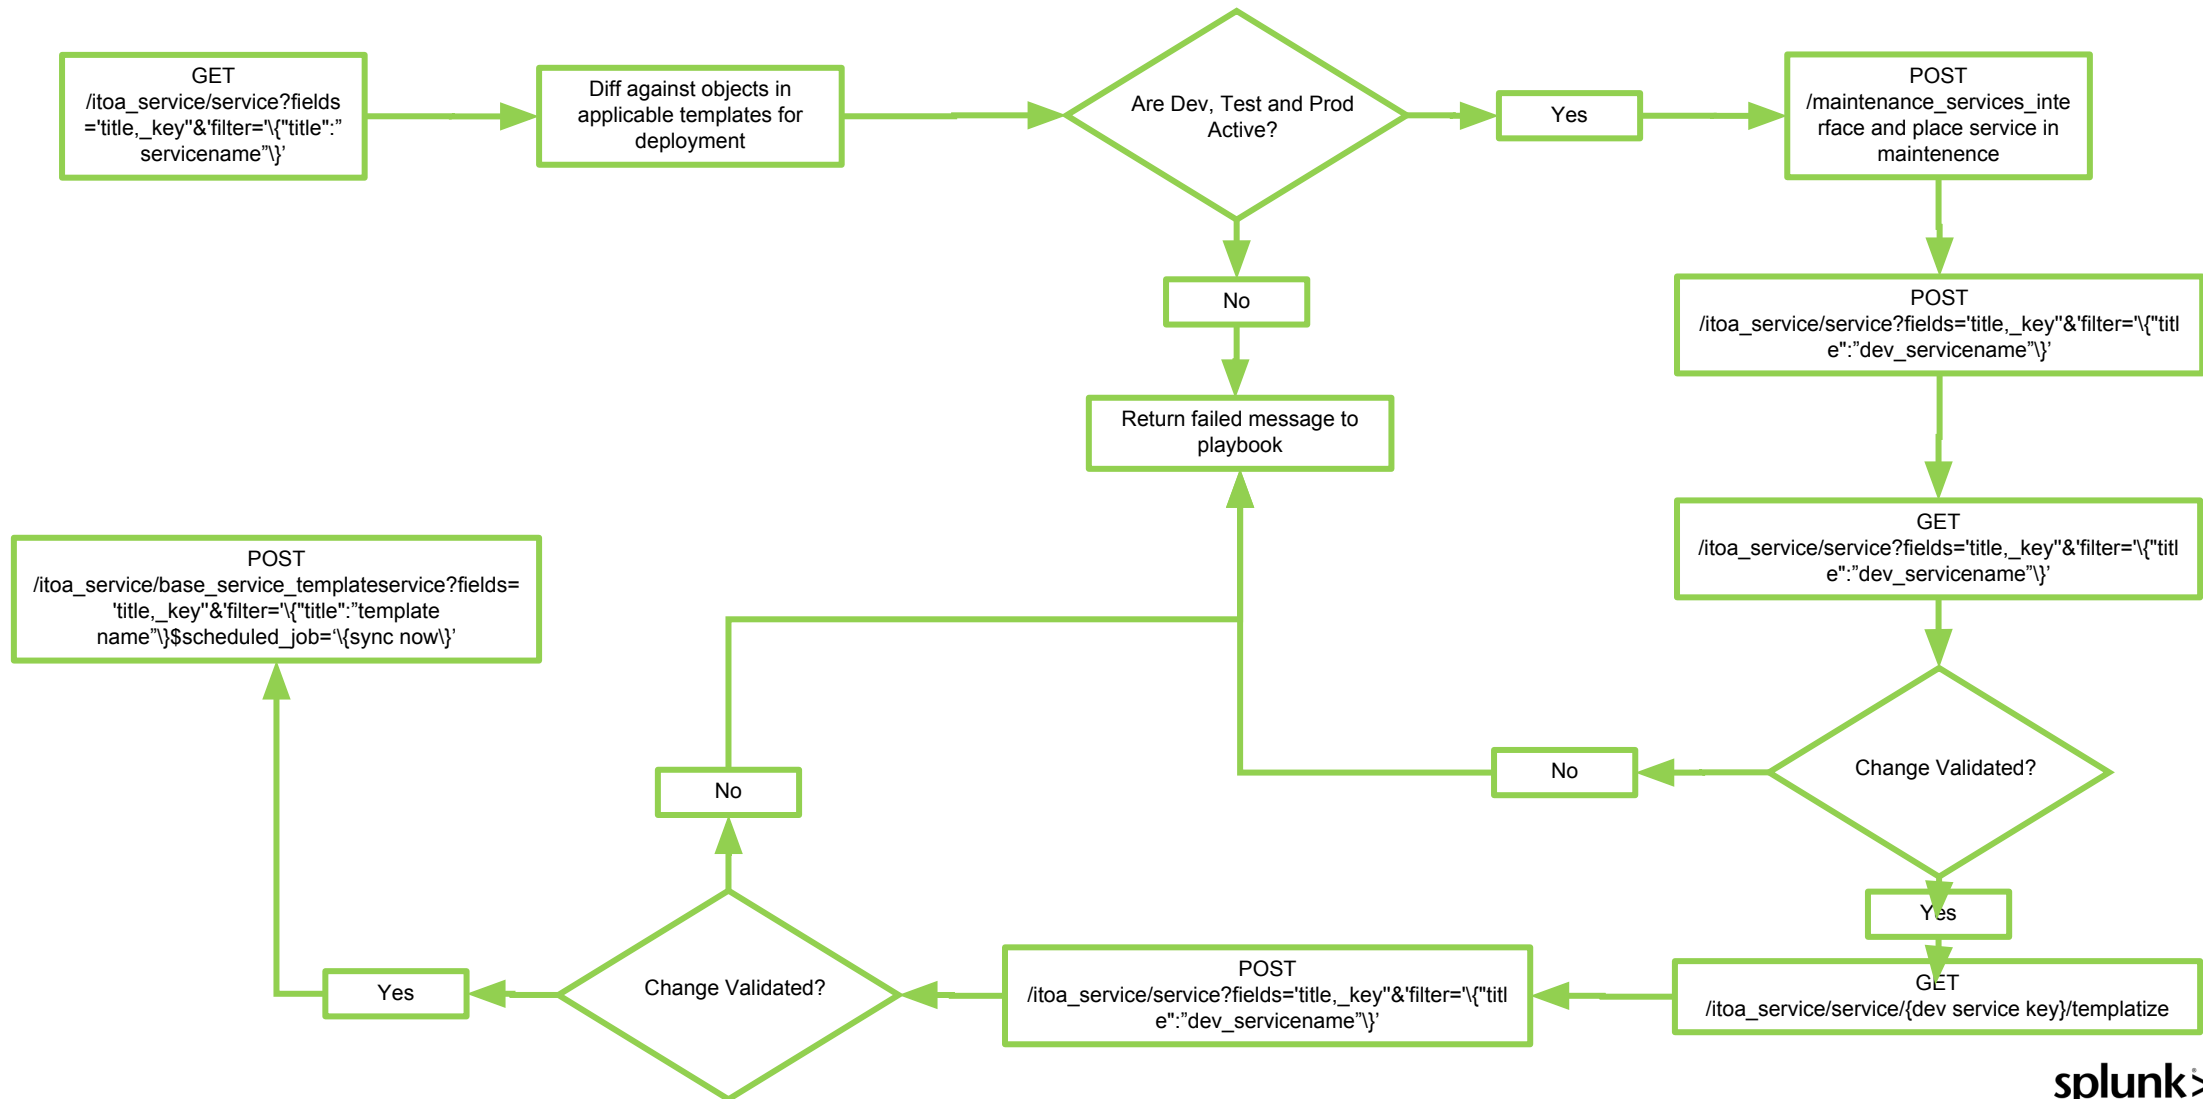 GET
/itoa_service/service?fields
='title,_key"&'filter='\{"title":”
servicename”\}’
Diff against objects in
applicable templates for
deployment
Are Dev, Test and Prod
Active?
Yes
POST
/maintenance_services_inte
rface and place service in
maintenence
No
POST
/itoa_service/service?fields='title,_key"&'filter='\{"titl
e":”dev_servicename”\}’
Return failed message to
playbook
GET
/itoa_service/service?fields='title,_key"&'filter='\{"titl
e":”dev_servicename”\}’
POST
/itoa_service/base_service_templateservice?fields=
'title,_key"&'filter='\{"title":”template
name”\}$scheduled_job=‘\{sync now\}’
No
Change Validated?
No
Yes
Change Validated?
Yes
POST
/itoa_service/service?fields='title,_key"&'filter='\{"titl
e":”dev_servicename”\}’
GET
/itoa_service/service/{dev service key}/templatize
splunk>